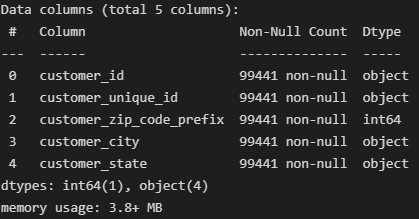 Data columns (total 5 columns):
 #   Column                    Non-Null Count  Dtype
---  ------                    --------------  -----
 0   customer_id               99441 non-null  object
 1   customer_unique_id        99441 non-null  object
 2   customer_zip_code_prefix  99441 non-null  int64
 3   customer_city             99441 non-null  object
 4   customer_state            99441 non-null  object
dtypes: int64(1), object(4)
memory usage: 3.8+ MB